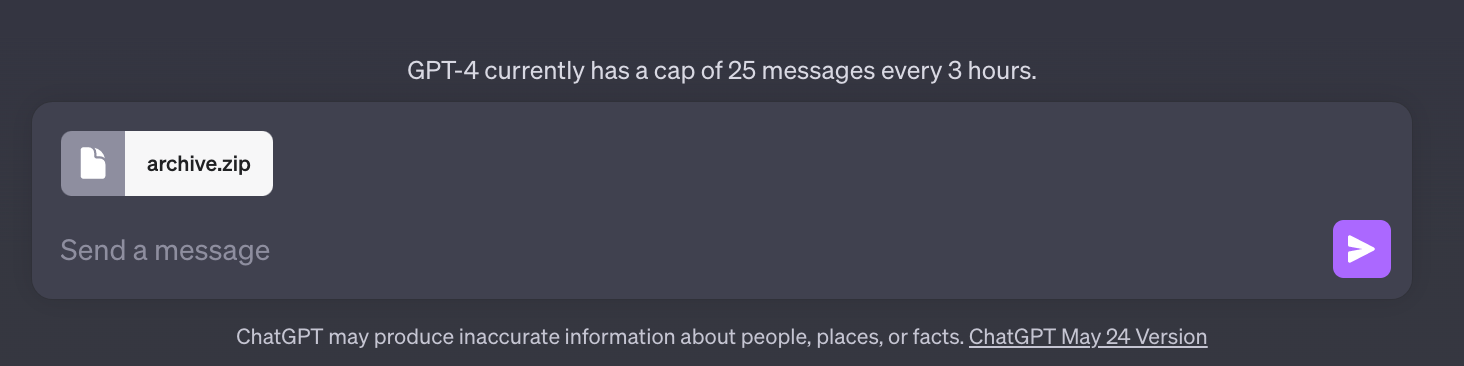 GPT-4 currently has a cap of 25 messages every 3 hours.
archive.zip
Send a message
ChatGPT may produce inaccurate information about people, places, or facts. ChatGPT May 24 Version